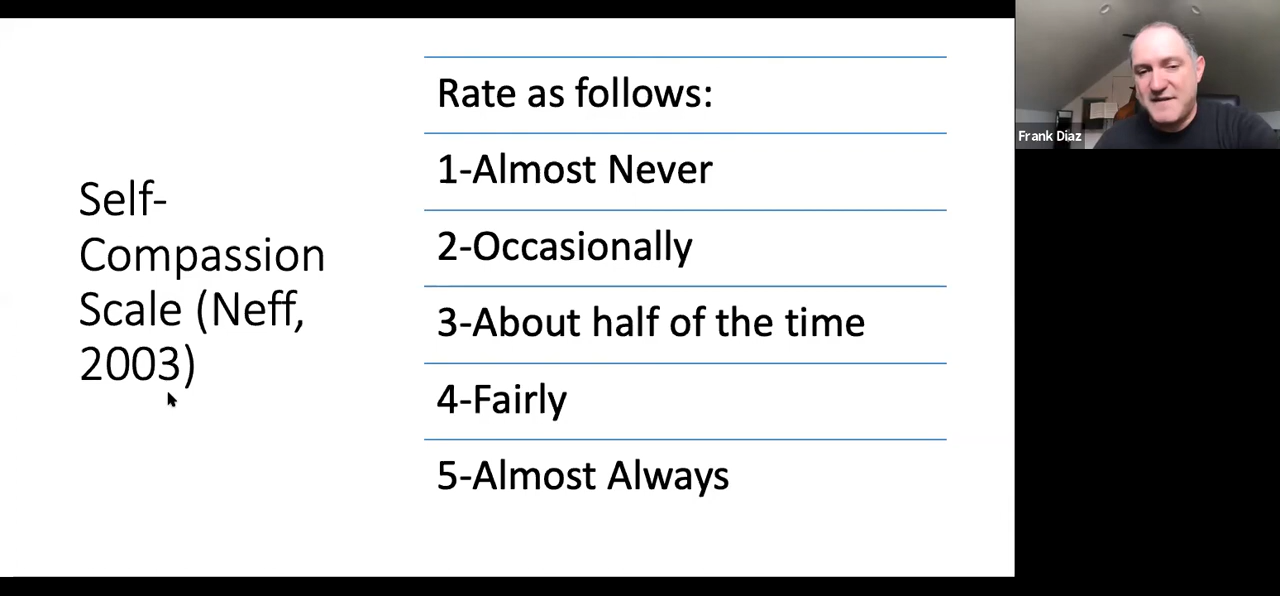 Self-
Compassion
Scale (Neff,
2003)
Rate as follows:
1-Almost Never
2-Occasionally
3-About half of the time
4-Fairly
5-Almost Always
Frank Diaz